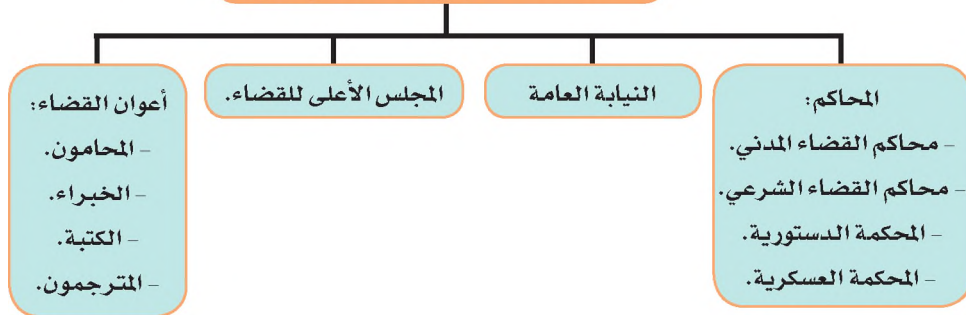 المحاكم:
– محاكم القضاء المدني.
– محاكم القضاء الشرعي.
– المحكمة الدستورية.
– المحكمة العسكرية.
النيابة العامة
المجلس الأعلى للقضاء.
أعوان القضاء:
– المحامون.
– الخبراء.
– الكتبة.
– المترجمون.